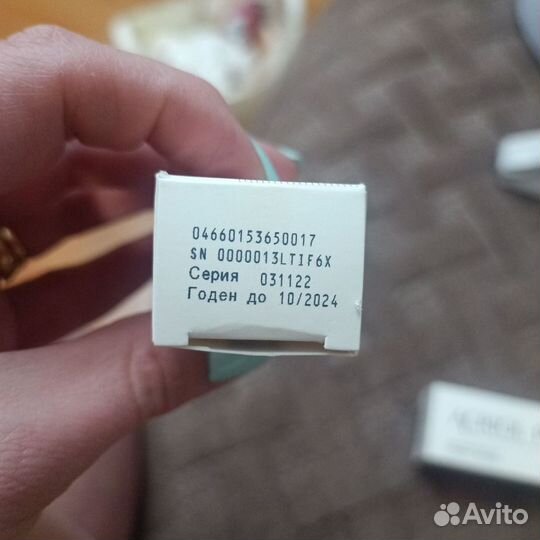 04660153650017
SN 0000013LTIF6X
Серия 031122
Годен до 10/2024
Avito